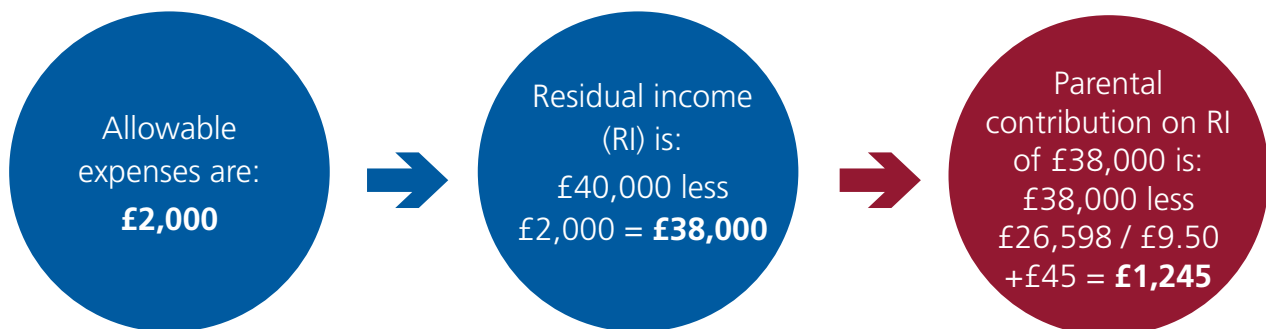 Allowable
expenses are:
£2,000
Residual income
(RI) is:
£40,000 less
£2,000 = £38,000
Parental
contribution on RI
of £38,000 is:
£38,000 less
£26,598 / £9.50
+£45 = £1,245